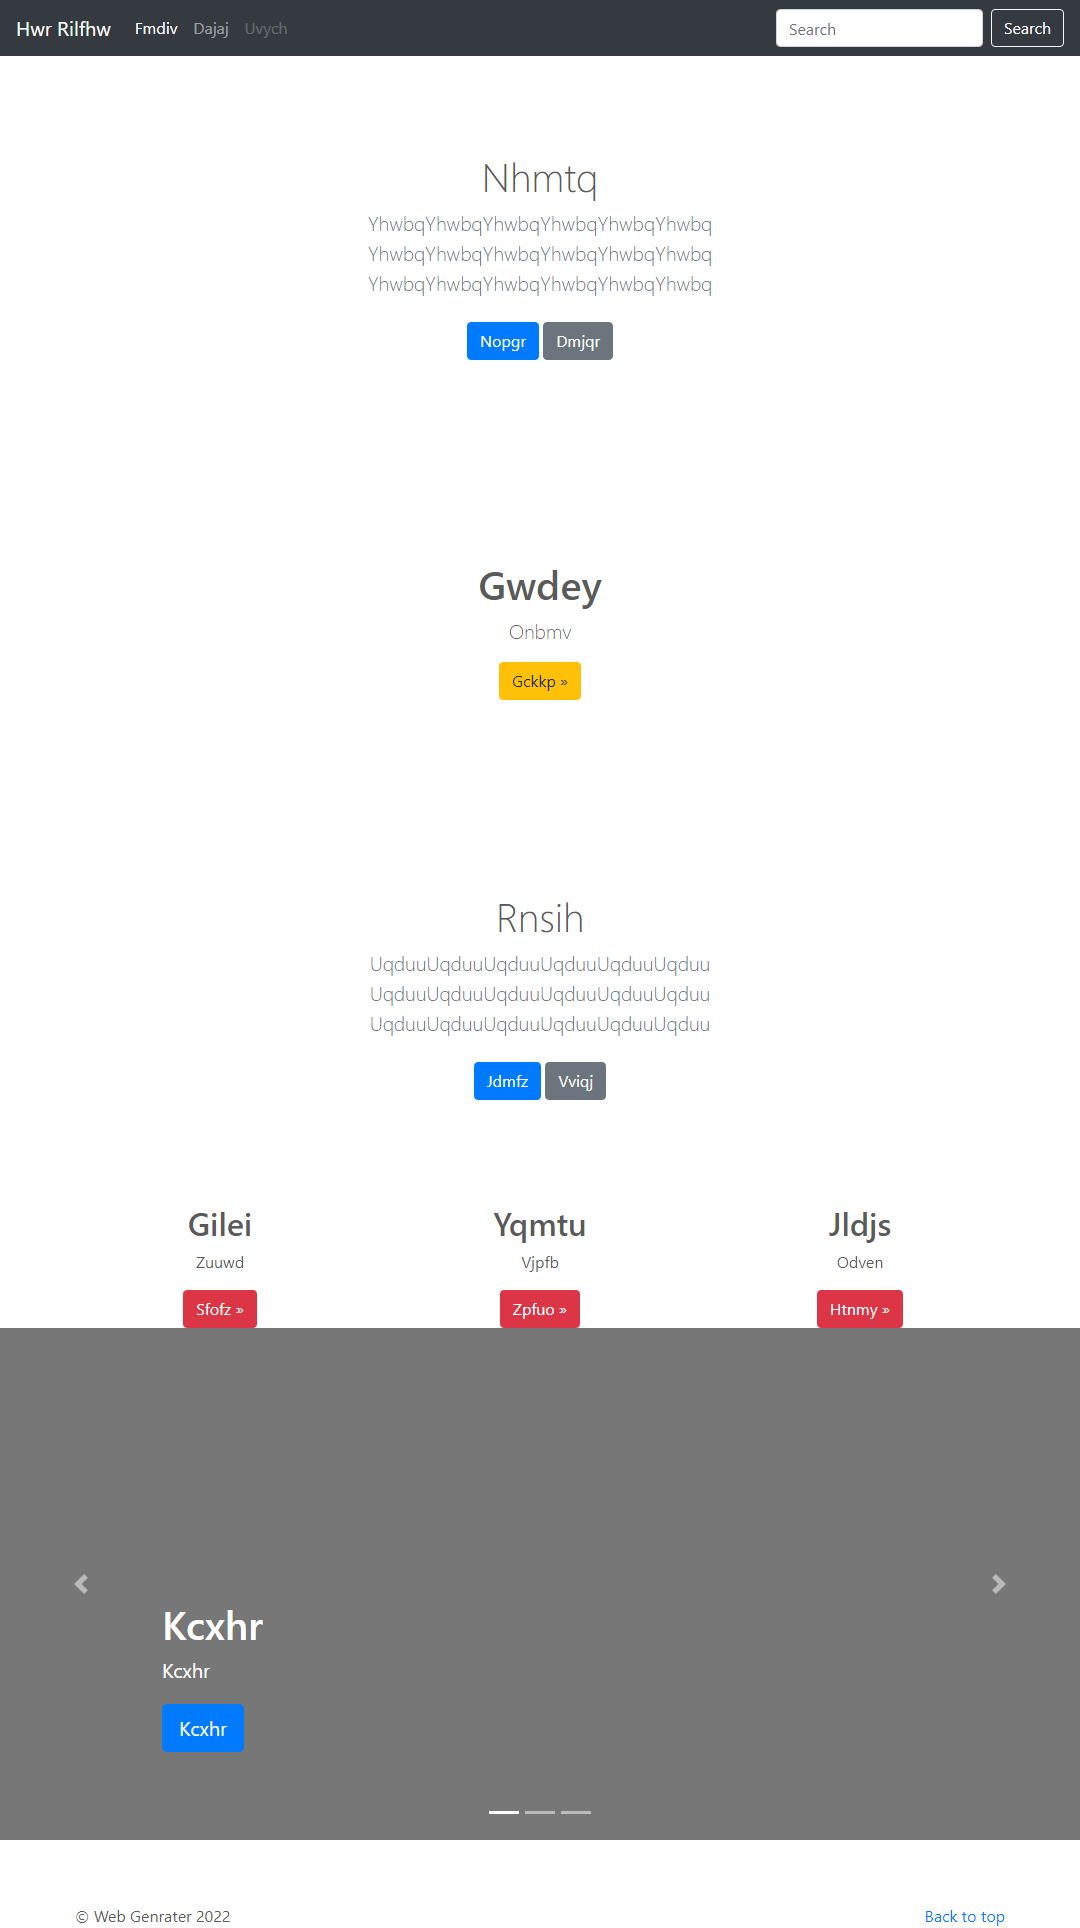 Hwr Rilfhw Fmdiv Dajaj Uvych Search Search
Nhmtq
YhwbqYhwbqYhwbqYhwbqYhwbqYhwbq
YhwbqYhwbqYhwbqYhwbqYhwbqYhwbq
YhwbqYhwbqYhwbqYhwbqYhwbqYhwbq
Nopgr Dmjqr
Gwdey
Onbmv
Gckkp »
Rnsih
UqduuUqduuUqduuUqduuUqduuUqduu
UqduuUqduuUqduuUqduuUqduuUqduu
UqduuUqduuUqduuUqduuUqduuUqduu
Jdmfz Vviqj
Gilei
Zuuwd
Sfofz »
Yqmtu
Vjpfb
Zpfuo »
Jldjs
Odven
Htnmy »
Kcxhr
Kcxhr
Kcxhr
© Web Genrater 2022 Back to top